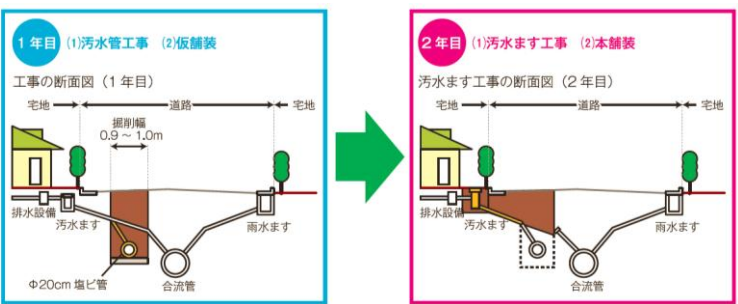 1年目 (1)汚水管工事 (2)仮舗装
工事の断面図（1年目）
宅地 道路 宅地
掘削幅
0.9～1.0m
排水設備
汚水ます
雨水ます
Φ20cm 塩ビ管
合流管
2年目 (1)汚水ます工事 (2)本舗装
汚水ます工事の断面図（2年目）
宅地 道路 宅地
排水設備
汚水ます
雨水ます
合流管